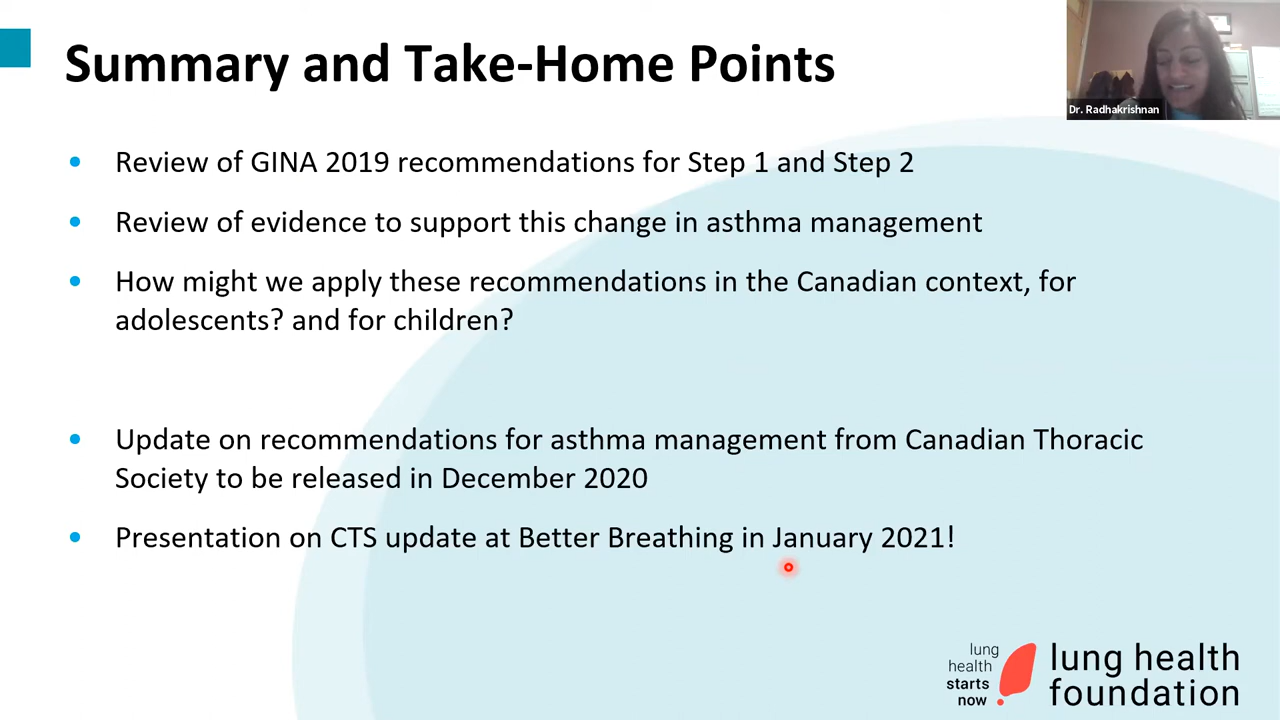 Summary and Take-Home Points
Dr. Radhakrishnan
• Review of GINA 2019 recommendations for Step 1 and Step 2
• Review of evidence to support this change in asthma management
• How might we apply these recommendations in the Canadian context, for
adolescents? and for children?
• Update on recommendations for asthma management from Canadian Thoracic
Society to be released in December 2020
• Presentation on CTS update at Better Breathing in January 2021!
lung
health
starts
now
lung health
foundation